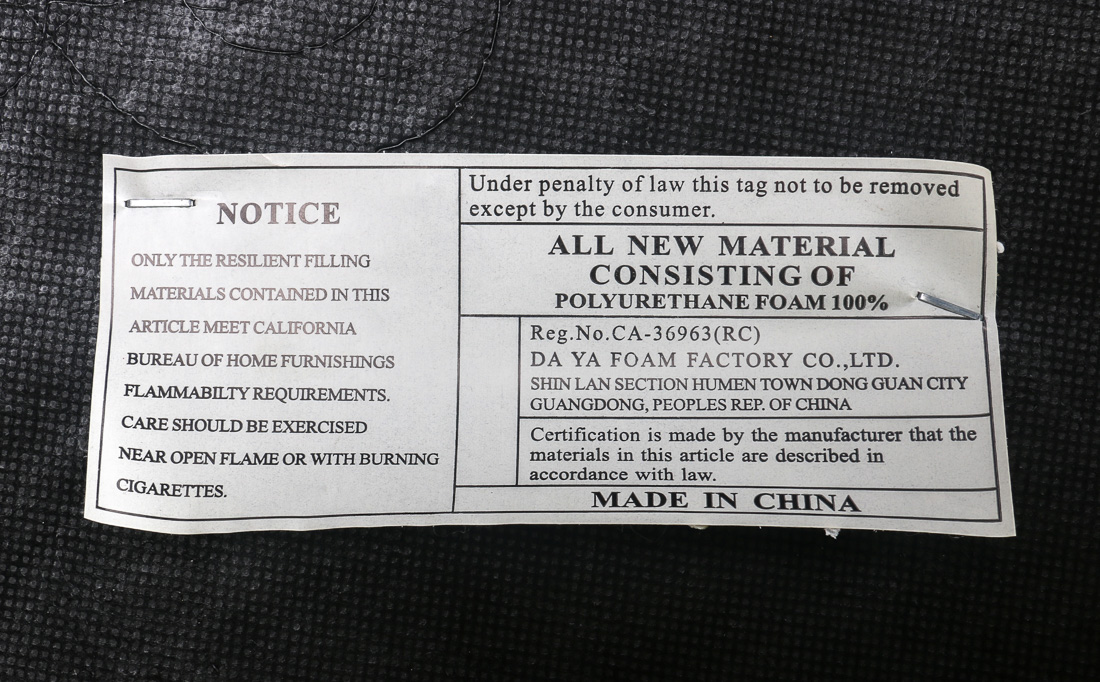 NOTICE
ONLY THE RESILIENT FILLING
MATERIALS CONTAINED IN THIS
ARTICLE MEET CALIFORNIA
BUREAU OF HOME FURNISHINGS
FLAMMABILTY REQUIREMENTS.
CARE SHOULD BE EXERCISED
NEAR OPEN FLAME OR WITH BURNING
CIGARETTES.
Under penalty of law this tag not to be removed
except by the consumer.
ALL NEW MATERIAL
CONSISTING OF
POLYURETHANE FOAM 100%
Reg.No.CA-36963(RC)
DA YA FOAM FACTORY CO.,LTD.
SHIN LAN SECTION HUMEN TOWN DONG GUAN CITY
GUANGDONG, PEOPLES REP. OF CHINA
Certification is made by the manufacturer that the
materials in this article are described in
accordance with law.
MADE IN CHINA